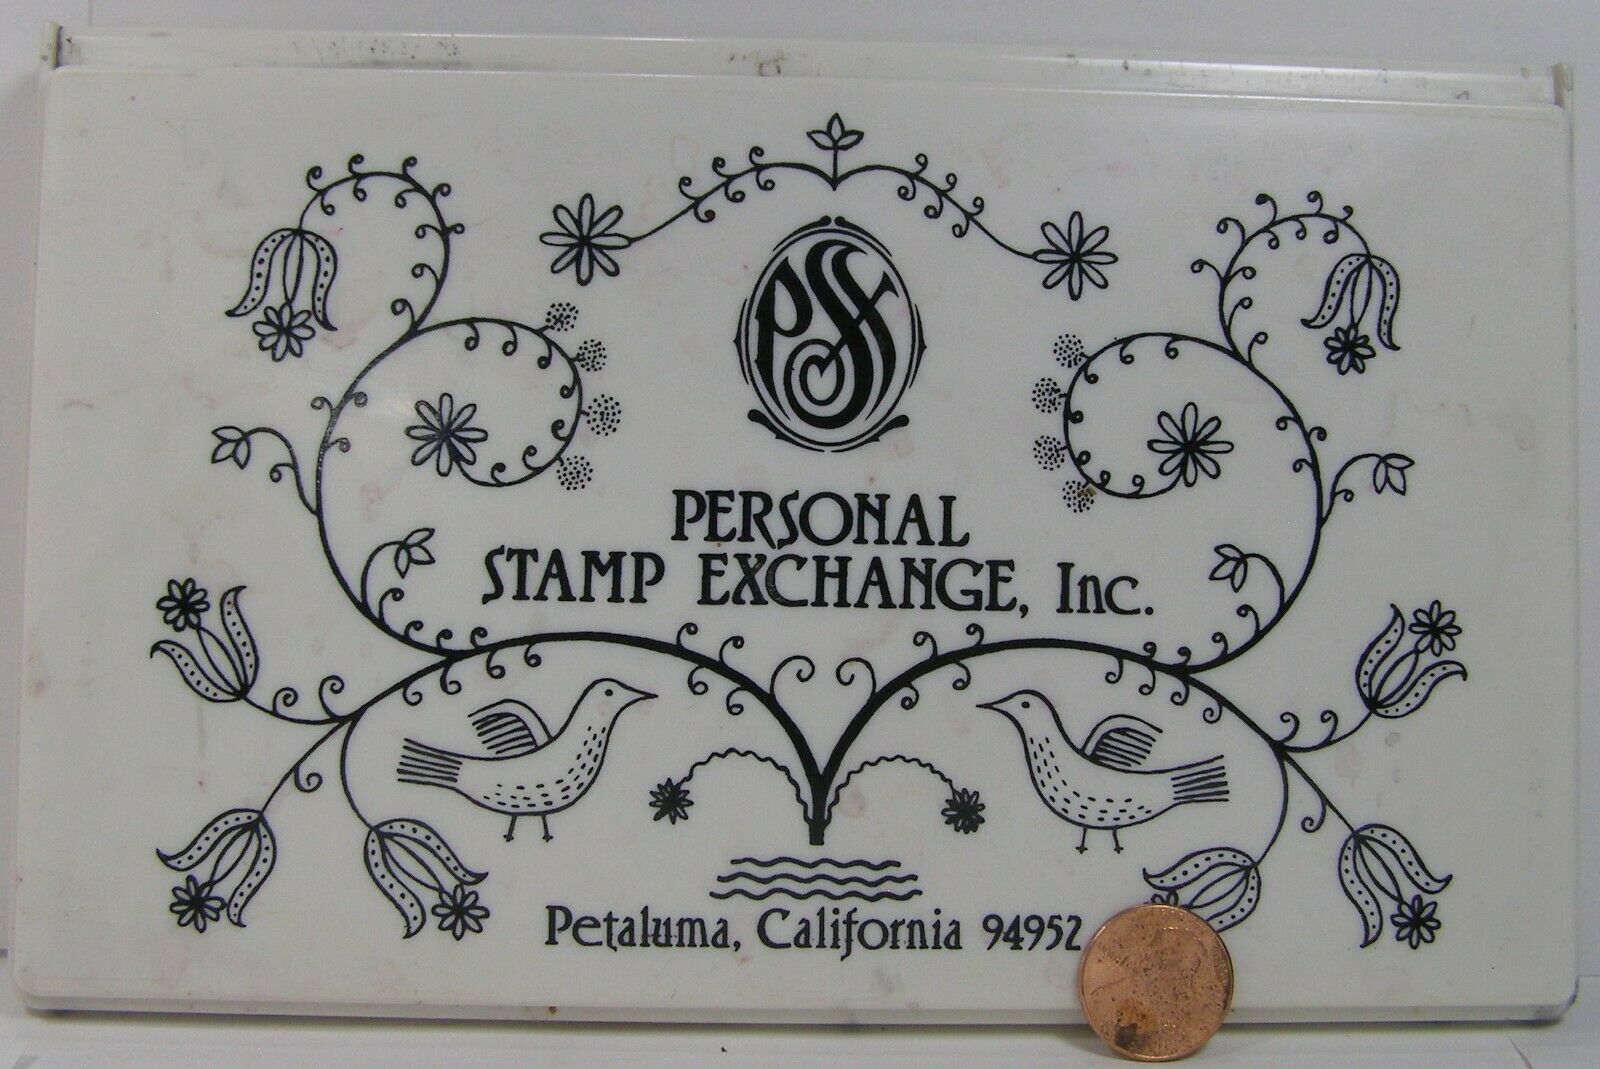 PSX
PERSONAL
STAMP EXCHANGE, Inc.
Petaluma, California 94952